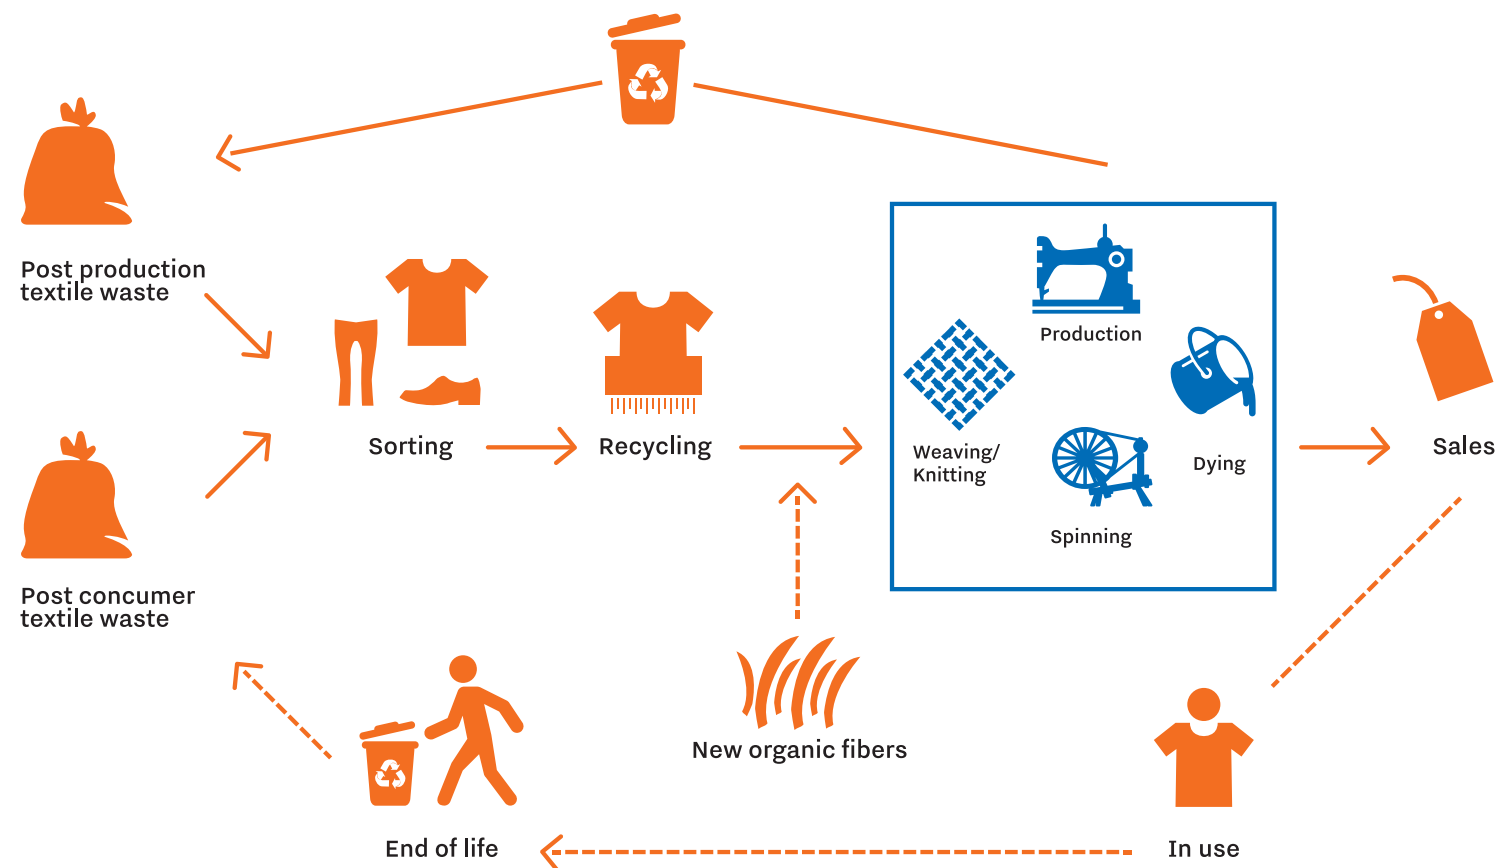 Post production
textile waste
Sorting
Recycling
Production
Weaving/
Knitting
Dying
Spinning
Sales
Post concumer
textile waste
New organic fibers
End of life
In use